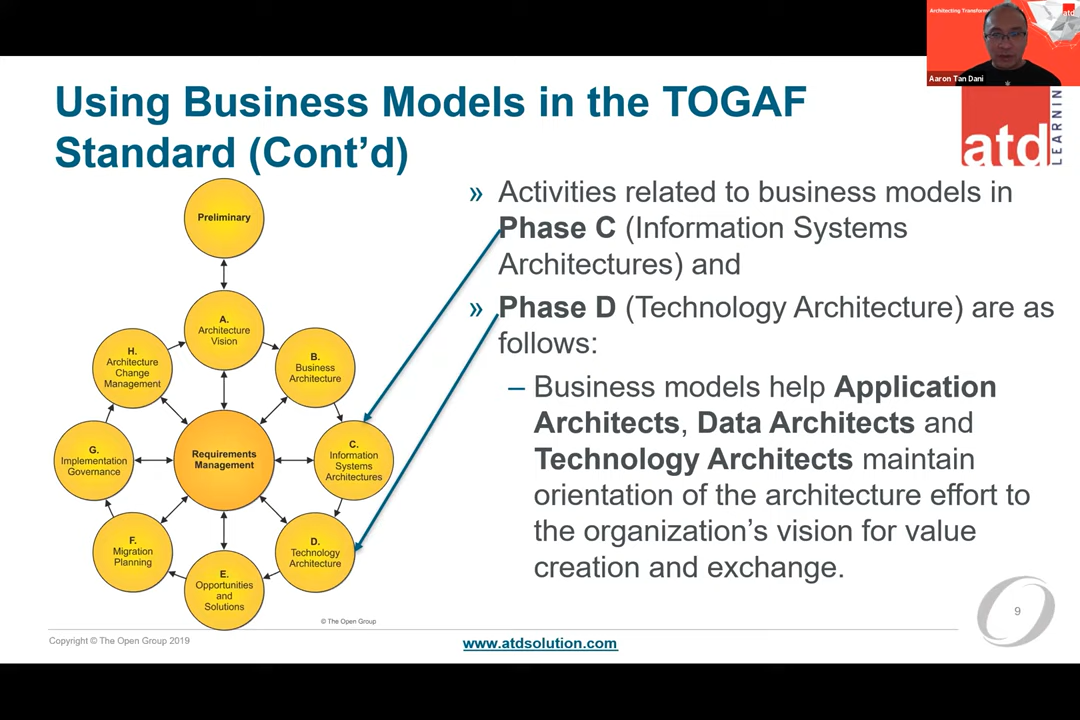 Architecting Transform
atd
Aaron Tan Dani
Using Business Models in the TOGAF
Standard (Cont’d)
atd
LEARNIN
» Activities related to business models in
Phase C (Information Systems
Architectures) and
» Phase D (Technology Architecture) are as
follows:
– Business models help Application
Architects, Data Architects and
Technology Architects maintain
orientation of the architecture effort to
the organization’s vision for value
creation and exchange.
Preliminary
A.
Architecture
Vision
B.
Business
Architecture
C.
Information
Systems
Architectures
D.
Technology
Architecture
E.
Opportunities
and
Solutions
F.
Migration
Planning
G.
Implementation
Governance
H.
Architecture
Change
Management
Requirements
Management
© The Open Group
9
Copyright © The Open Group 2019
www.atdsolution.com